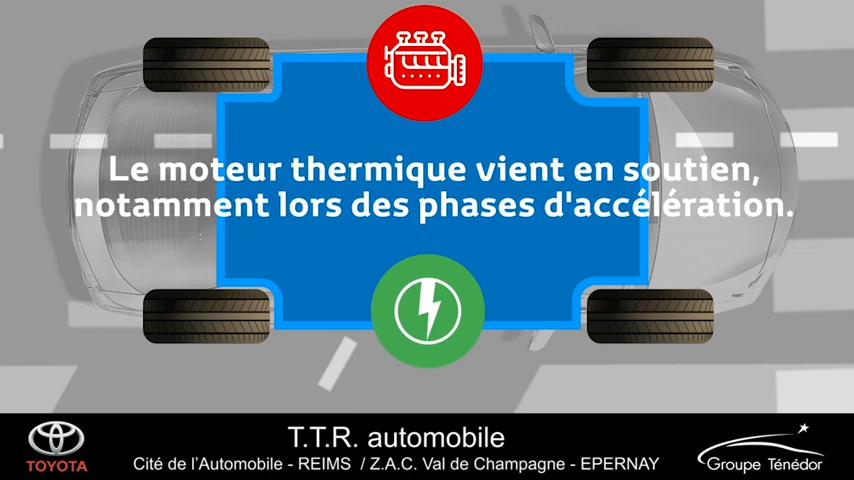 Le moteur thermique vient en soutien,
notamment lors des phases d'accélération.
T.T.R. automobile
TOYOTA
Cité de l'Automobile - REIMS / Z.A.C. Val de Champagne - EPERNAY
Groupe Ténédor